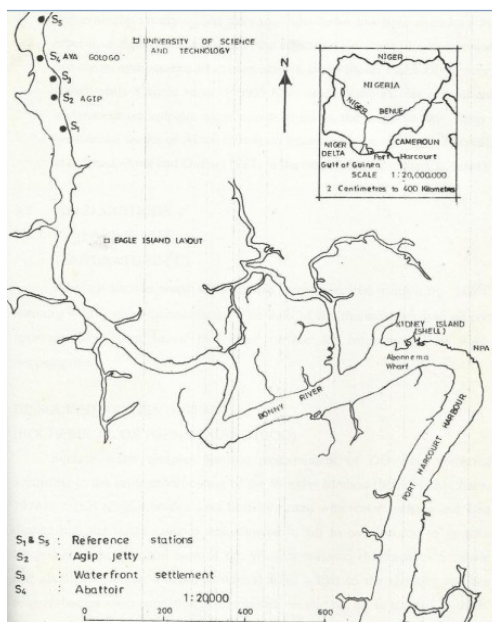 S5
UNIVERSITY OF SCIENCE
AND TECHNOLOGY
S4 AYA GOLOGO
S3
S2 AGIP
S1
N
NIGER
NIGERIA
NIGER
BENUE
CAMEROUN
NIGER
DELTA
Port Harcourt
Gulf of Guinea
SCALE 1:20,000,000
2 Centimetres to 400 Kilometres
EAGLE ISLAND LAYOUT
KIDNEY ISLAND
(SHELL)
NPA
Abonnema
Wharf
BONNY RIVER
PORT HARCOURT HARBOUR
S1 & S5 : Reference stations
S2 : Agip jetty
S3 : Waterfront settlement
S4 : Abattoir
1:20000
0 200 400 600